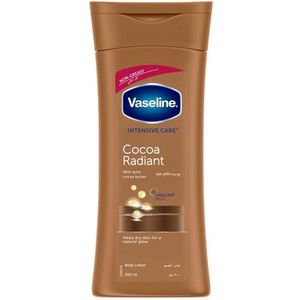 NON-GREASY
Vaseline.
INTENSIVE CARE™
Cocoa
Radiant
With pure
cocoa butter
Heals dry skin for a
natural glow
Body Lotion
200 ml